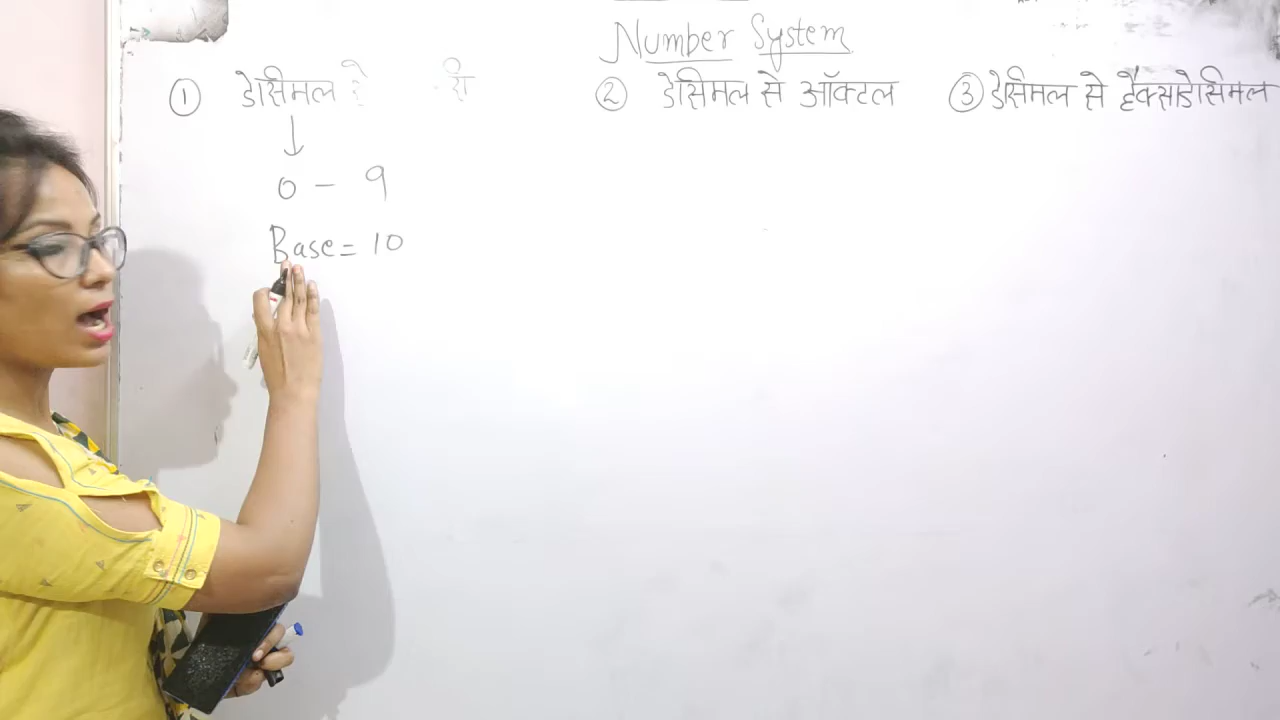 Number System
① डेसिमल
② डेसिमल से ऑक्टल
③ डेसिमल से हैक्साडेसिमल
↓
0 - 9
Base = 10